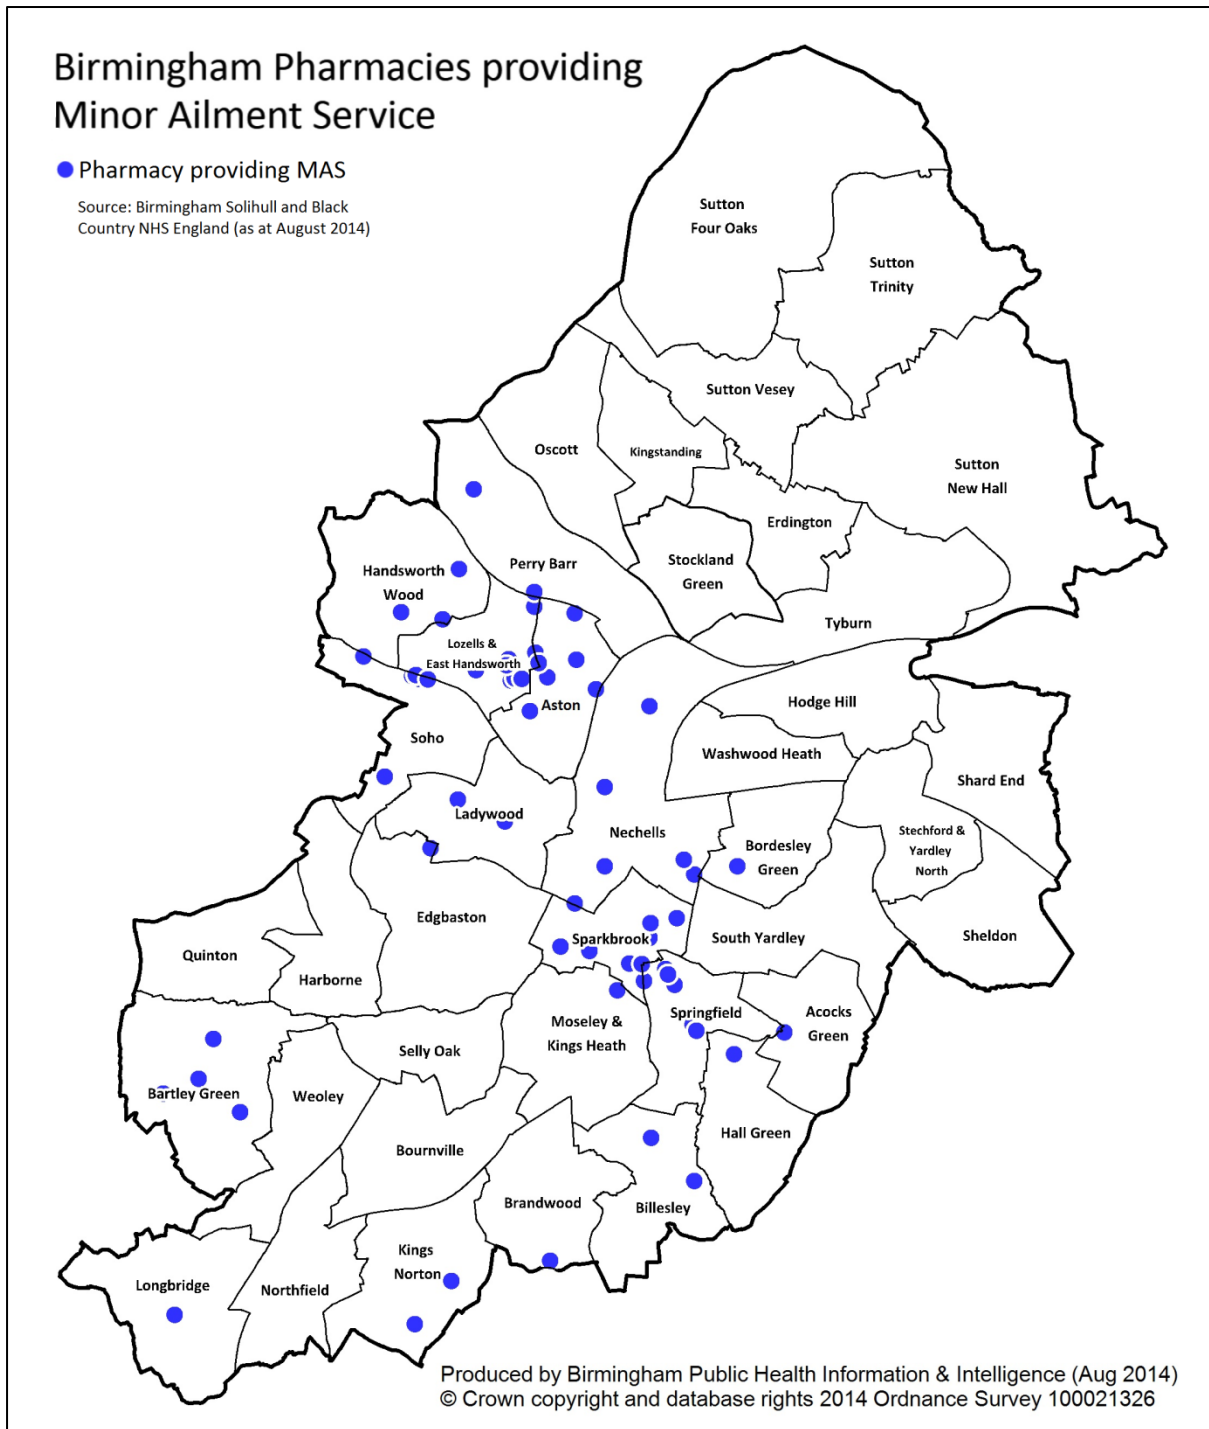 Birmingham Pharmacies providing
Minor Ailment Service
Pharmacy providing MAS
Source: Birmingham Solihull and Black
Country NHS England (as at August 2014)
Sutton
Four Oaks
Sutton
Trinity
Sutton Vesey
Oscott
Kingstanding
Sutton
New Hall
Erdington
Stockland
Green
Perry Barr
Handsworth
Wood
Tyburn
Lozells &
East Handsworth
Aston
Hodge Hill
Soho
Washwood Heath
Shard End
Ladywood
Nechells
Bordesley
Green
Stechford &
Yardley
North
Edgbaston
Sparkbrook
South Yardley
Sheldon
Quinton
Harborne
Springfield
Acocks
Green
Moseley &
Kings Heath
Selly Oak
Bartley Green
Weoley
Hall Green
Bournville
Brandwood
Billesley
Kings
Norton
Longbridge
Northfield
Produced by Birmingham Public Health Information & Intelligence (Aug 2014)
© Crown copyright and database rights 2014 Ordnance Survey 100021326